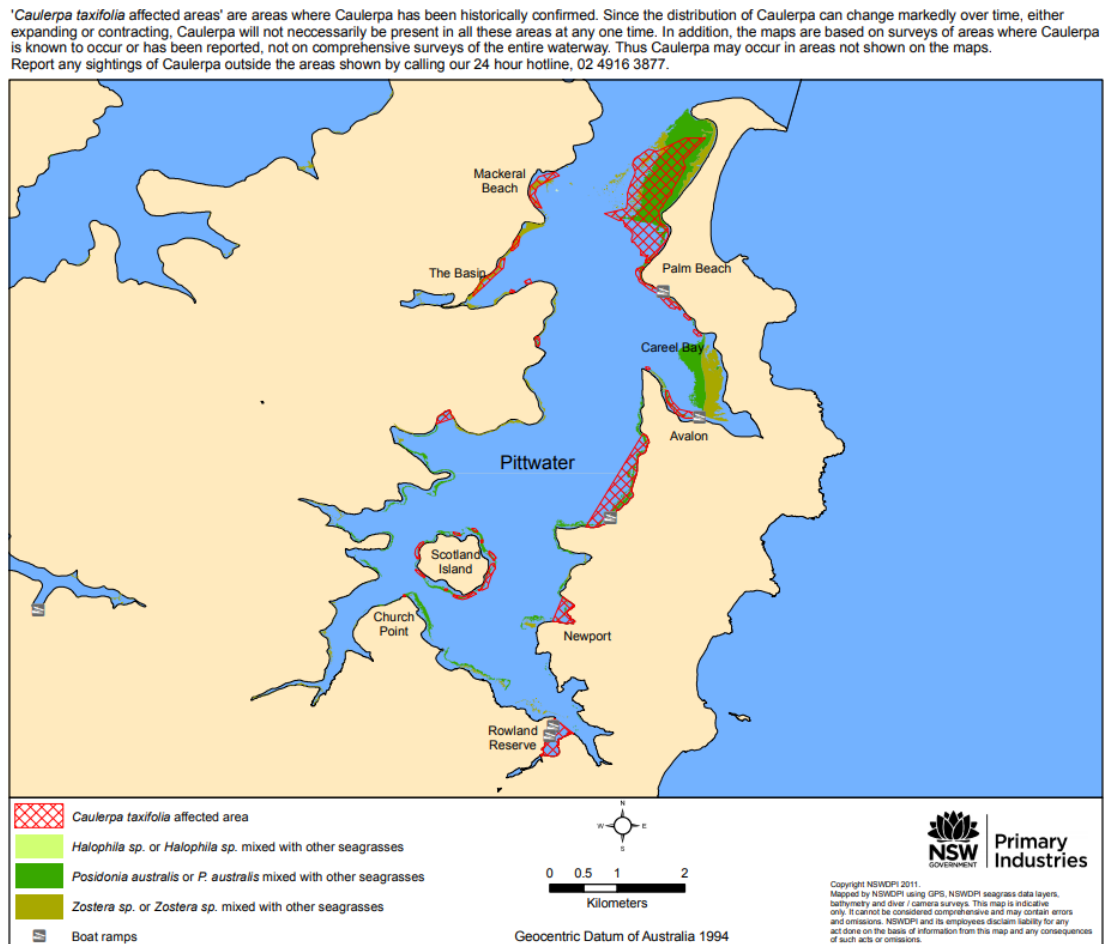 'Caulerpa taxifolia affected areas' are areas where Caulerpa has been historically confirmed. Since the distribution of Caulerpa can change markedly over time, either
expanding or contracting, Caulerpa will not neccessarily be present in all these areas at any one time. In addition, the maps are based on surveys of areas where Caulerpa
is known to occur or has been reported, not on comprehensive surveys of the entire waterway. Thus Caulerpa may occur in areas not shown on the maps.
Report any sightings of Caulerpa outside the areas shown by calling our 24 hour hotline, 02 4916 3877.
Mackeral
Beach
The Basin
Palm Beach
Careel Bay
Avalon
Pittwater
Scotland
Island
Church
Point
Newport
Rowland
Reserve
Caulerpa taxifolia affected area
Halophila sp. or Halophila sp. mixed with other seagrasses
Posidonia australis or P. australis mixed with other seagrasses
Zostera sp. or Zostera sp. mixed with other seagrasses
Boat ramps
N
W
E
S
0 0.5 1 2
Kilometers
Geocentric Datum of Australia 1994
NSW
GOVERNMENT
Primary
Industries
Copyright NSWDPI 2011.
Mapped by NSWDPI using GPS, NSWDPI seagrass data layers,
bathymetry and diver / camera surveys. This map is indicative
only. It cannot be considered comprehensive and may contain errors
and omissions. NSWDPI and its employees disclaim liability for any
act done on the basis of information from this map and any consequences
of such acts or omissions.